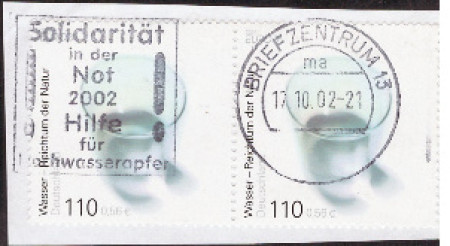 Solidarität
in der
Not
2002
Hilfe
für
Hochwasseropfer
!
Wasser – Reichtum der Natur
Deutschland
110 0,56€
BRIEFZENTRUM 13
ma
17.10.02-21
Wasser – Reichtum der Natur
Deutschland
110 0,56€